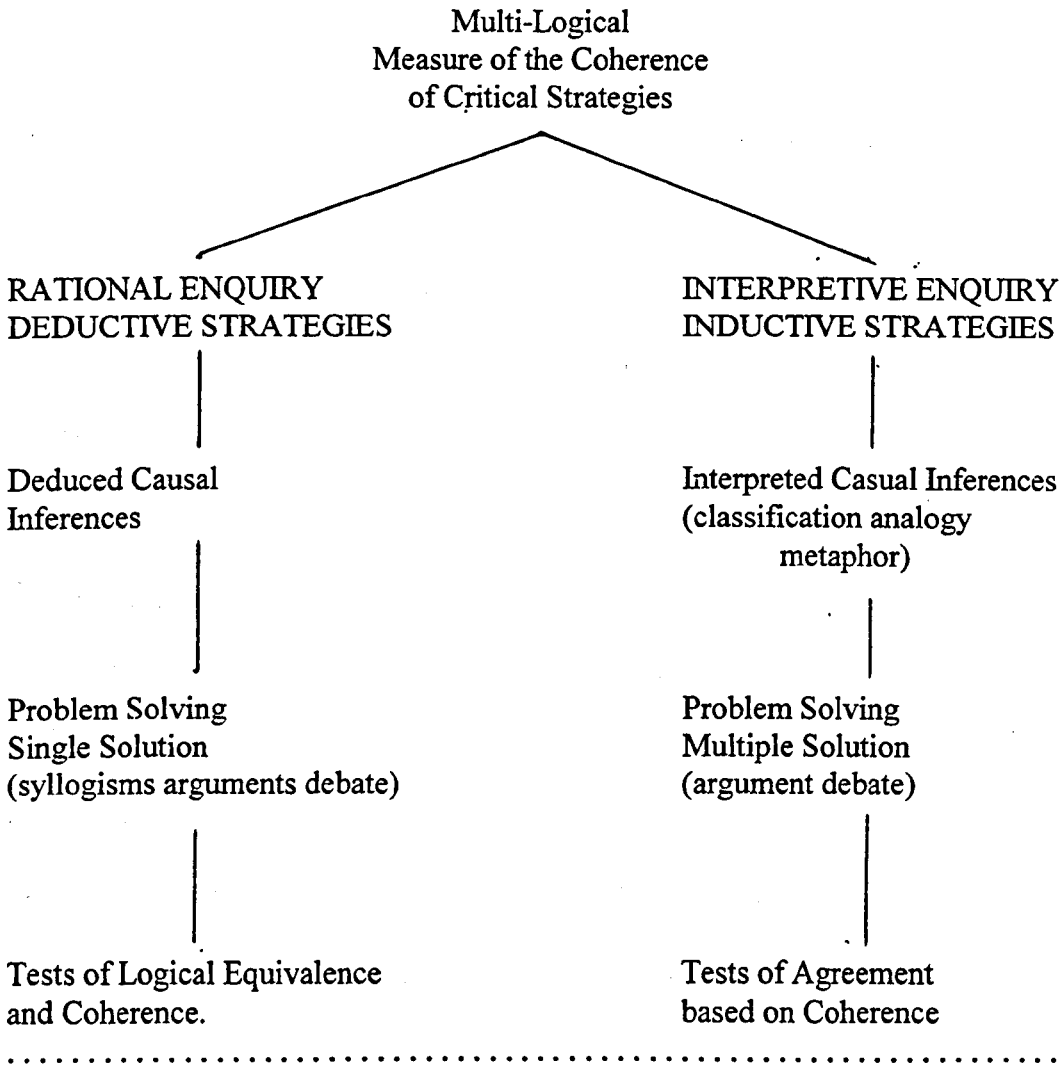 Multi-Logical
Measure of the Coherence
of Critical Strategies
RATIONAL ENQUIRY
DEDUCTIVE STRATEGIES
Deduced Causal
Inferences
Problem Solving
Single Solution
(syllogisms arguments debate)
Tests of Logical Equivalence
and Coherence.
INTERPRETIVE ENQUIRY
INDUCTIVE STRATEGIES
Interpreted Casual Inferences
(classification analogy
metaphor)
Problem Solving
Multiple Solution
(argument debate)
Tests of Agreement
based on Coherence